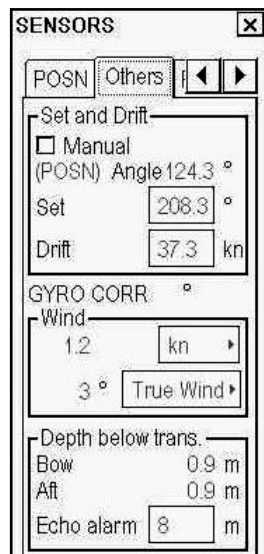 SENSORS
POSN Others
Set and Drift
Manual
(POSN) Angle 124.3 °
Set 208.3 °
Drift 37.3 kn
GYRO CORR °
Wind
1.2 kn
3 ° True Wind
Depth below trans.
Bow 0.9 m
Aft 0.9 m
Echo alarm 8 m